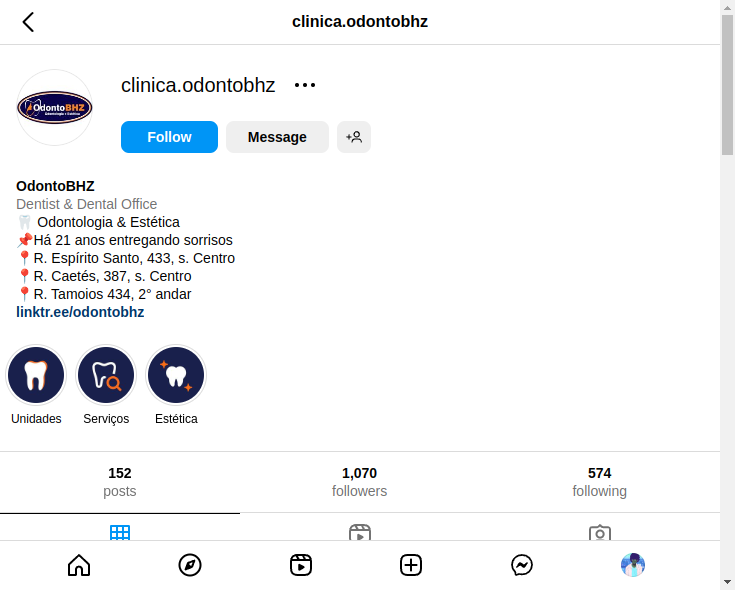 clinica.odontobhz
OdontoBHZ
Odontologia e Estética
clinica.odontobhz
Follow
Message
OdontoBHZ
Dentist & Dental Office
🦷 Odontologia & Estética
📌Há 21 anos entregando sorrisos
📍R. Espírito Santo, 433, s. Centro
📍R. Caetés, 387, s. Centro
📍R. Tamoios 434, 2° andar
linktr.ee/odontobhz
Unidades Serviços Estética
152 1,070 574
posts followers following